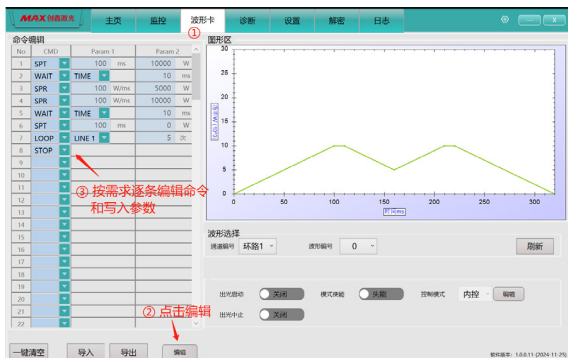 MAX 创鑫激光 主页 监控 波形卡 诊断 设置 解密 日志
①
命令编辑
No CMD Param 1 Param 2
1 SPT 100 ms 10000 W
2 WAIT TIME 10 ms
3 SPR 100 W/ms 5000 W
4 SPR 100 W/ms 10000 W
5 WAIT TIME 10 ms
6 SPT 100 ms 0 W
7 LOOP LINE 1 5 次
8 STOP
9
10
11
12
13
14
15
16
17
18
19
20
21
22
③ 按需求逐条编辑命令
和写入参数
② 点击编辑
一键清空 导入 导出 编辑
图形区
30
25
20
15
10
5
0
0 50 100 150 200 250 300
时间ms
波形选择
通道编号 环路1 波形编号 0 刷新
出光启动 关闭 模式使能 失能 控制模式 内控 编辑
出光中止 关闭
软件版本: 1.0.0.11 (2024-11-25)